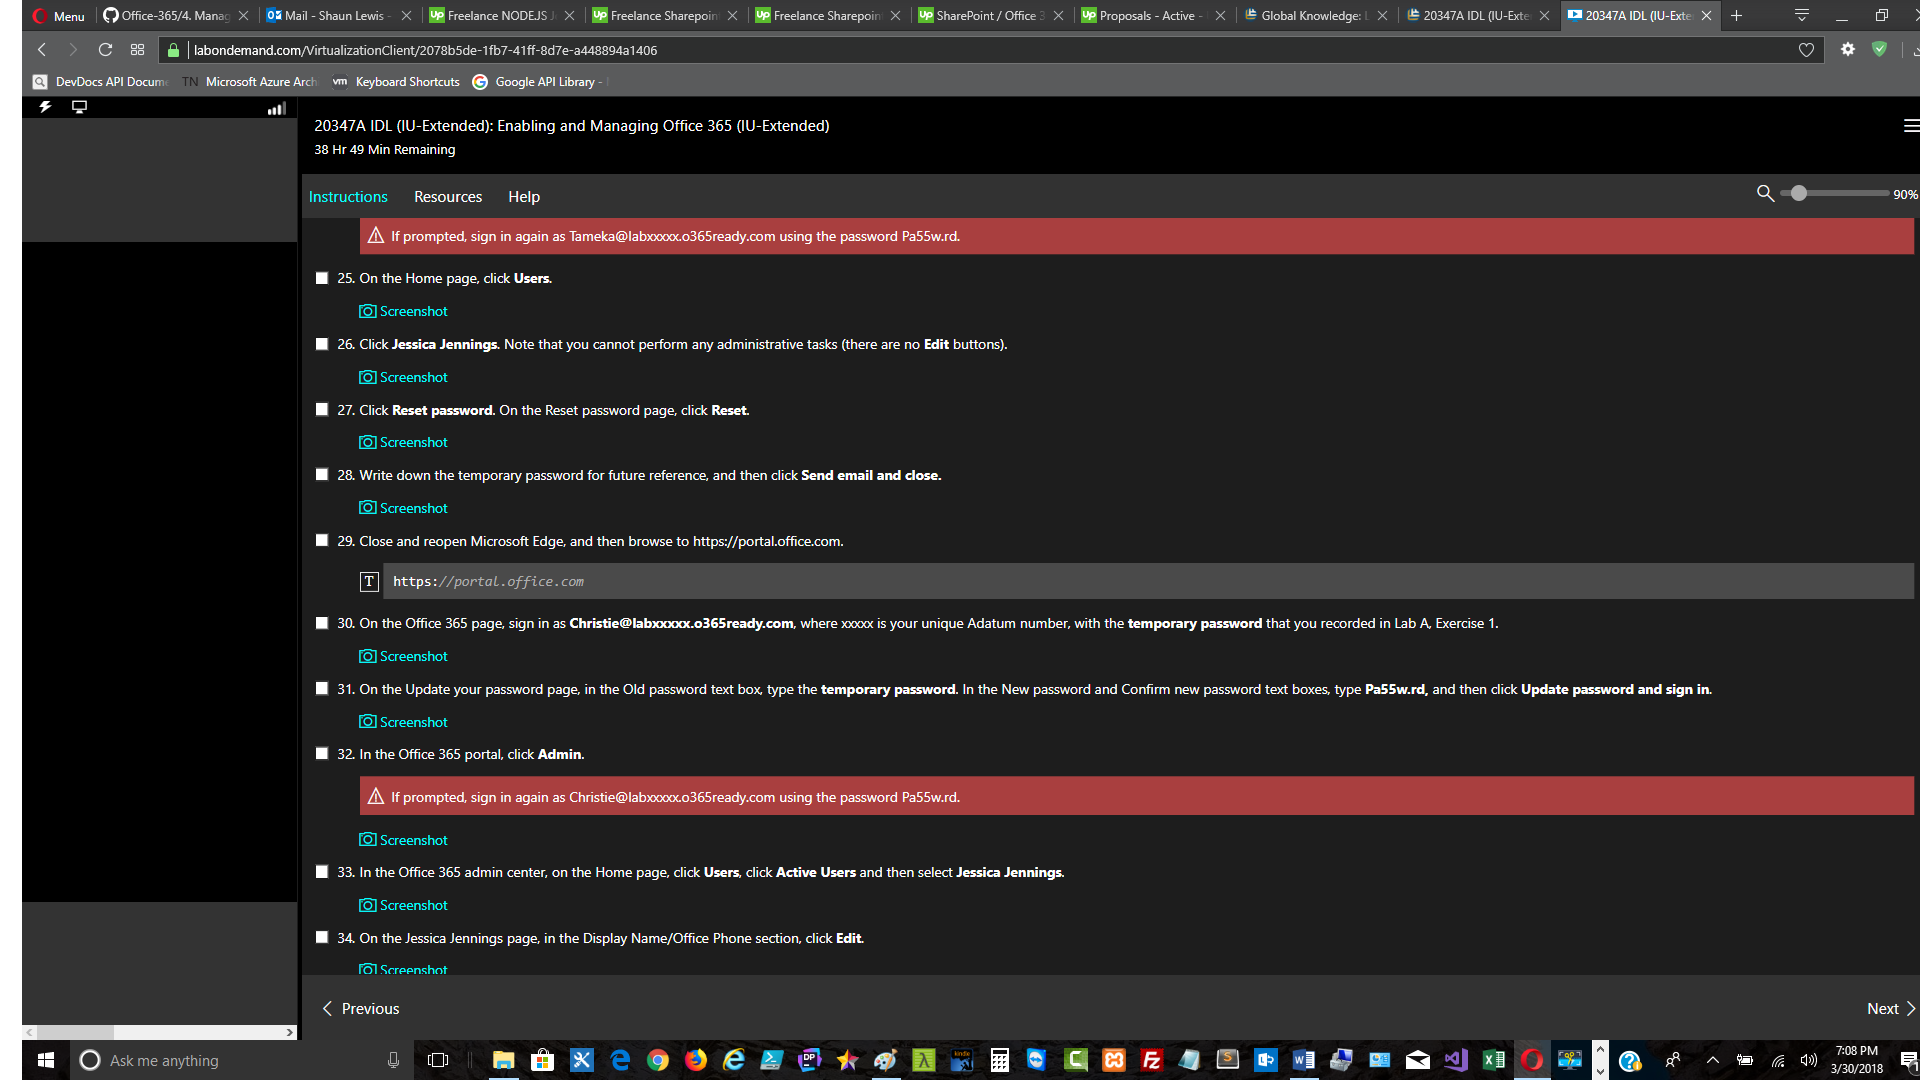 Menu
Office-365/4. Manag
Mail - Shaun Lewis -
Freelance NODEJS J
Freelance Sharepoin
Freelance Sharepoin
SharePoint / Office 3
Proposals - Active -
Global Knowledge: L
20347A IDL (IU-Exte
20347A IDL (IU-Exte
labondemand.com/VirtualizationClient/2078b5de-1fb7-41ff-8d7e-a448894a1406
DevDocs API Docume
TN Microsoft Azure Arch
vm Keyboard Shortcuts
Google API Library -
20347A IDL (IU-Extended): Enabling and Managing Office 365 (IU-Extended)
38 Hr 49 Min Remaining
Instructions Resources Help
90%
If prompted, sign in again as Tameka@labxxxxx.o365ready.com using the password Pa55w.rd.
25. On the Home page, click Users.
Screenshot
26. Click Jessica Jennings. Note that you cannot perform any administrative tasks (there are no Edit buttons).
Screenshot
27. Click Reset password. On the Reset password page, click Reset.
Screenshot
28. Write down the temporary password for future reference, and then click Send email and close.
Screenshot
29. Close and reopen Microsoft Edge, and then browse to https://portal.office.com.
T https://portal.office.com
30. On the Office 365 page, sign in as Christie@labxxxxx.o365ready.com, where xxxxx is your unique Adatum number, with the temporary password that you recorded in Lab A, Exercise 1.
Screenshot
31. On the Update your password page, in the Old password text box, type the temporary password. In the New password and Confirm new password text boxes, type Pa55w.rd, and then click Update password and sign in.
Screenshot
32. In the Office 365 portal, click Admin.
If prompted, sign in again as Christie@labxxxxx.o365ready.com using the password Pa55w.rd.
Screenshot
33. In the Office 365 admin center, on the Home page, click Users, click Active Users and then select Jessica Jennings.
Screenshot
34. On the Jessica Jennings page, in the Display Name/Office Phone section, click Edit.
Screenshot
Previous
Next
Ask me anything
7:08 PM
3/30/2018